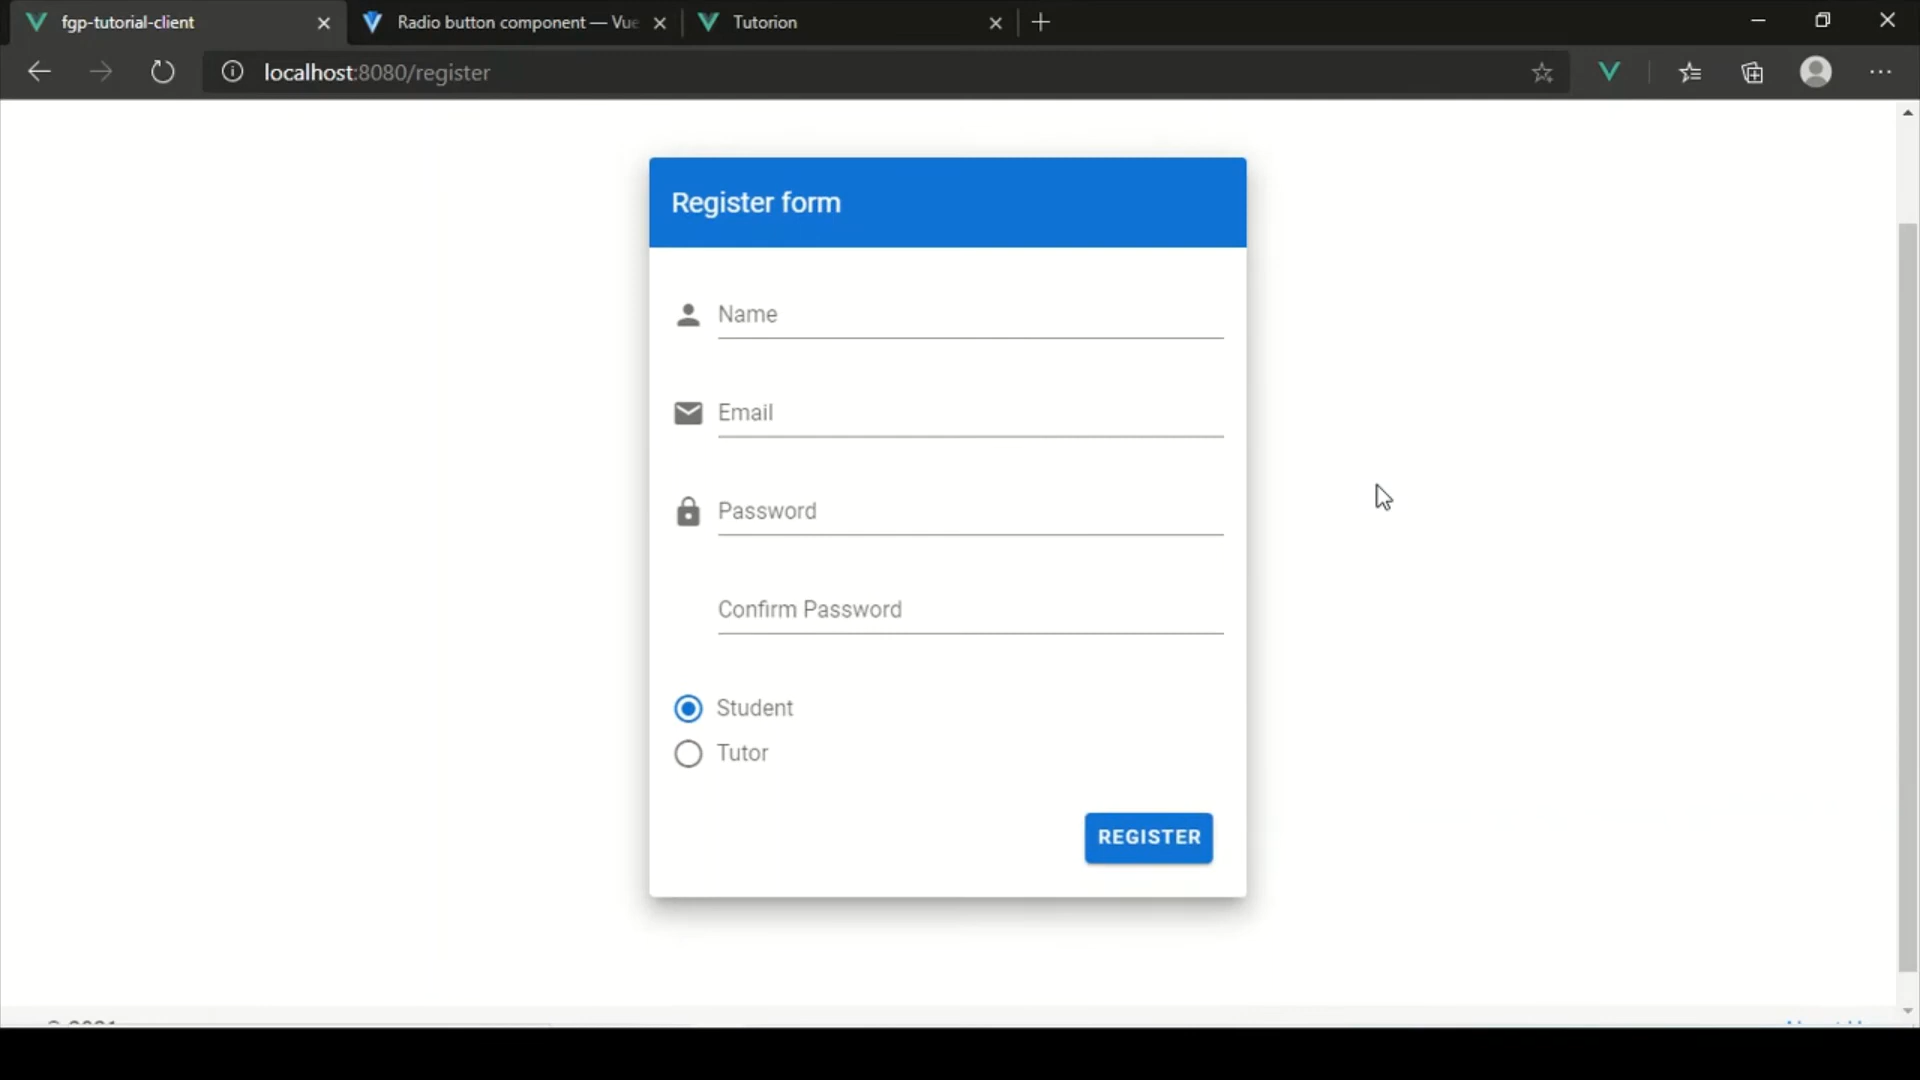 fgp-tutorial-client
Radio button component — Vue
Tutorion
localhost:8080/register
Register form
Name
Email
Password
Confirm Password
Student
Tutor
REGISTER